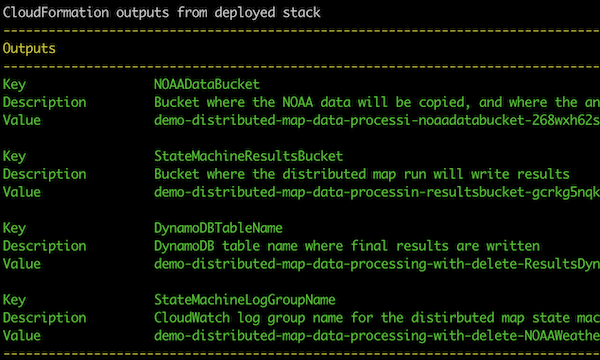 CloudFormation outputs from deployed stack
--------------------------------------------------------------------------------
Outputs
--------------------------------------------------------------------------------
Key NOAADataBucket
Description Bucket where the NOAA data will be copied, and where the an
Value demo-distributed-map-data-processi-noaadatabucket-268wxh62s
Key StateMachineResultsBucket
Description Bucket where the distributed map run will write results
Value demo-distributed-map-data-processin-resultsbucket-gcrkg5nqk
Key DynamoDBTableName
Description DynamoDB table name where final results are written
Value demo-distributed-map-data-processing-with-delete-ResultsDyn
Key StateMachineLogGroupName
Description CloudWatch log group name for the distirbuted map state mac
Value demo-distributed-map-data-processing-with-delete-NOAAWeathe
--------------------------------------------------------------------------------